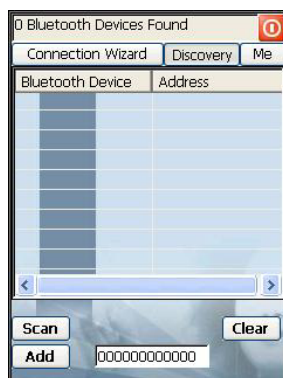 0 Bluetooth Devices Found
Connection Wizard Discovery Me
Bluetooth Device Address
Scan Clear
Add 000000000000